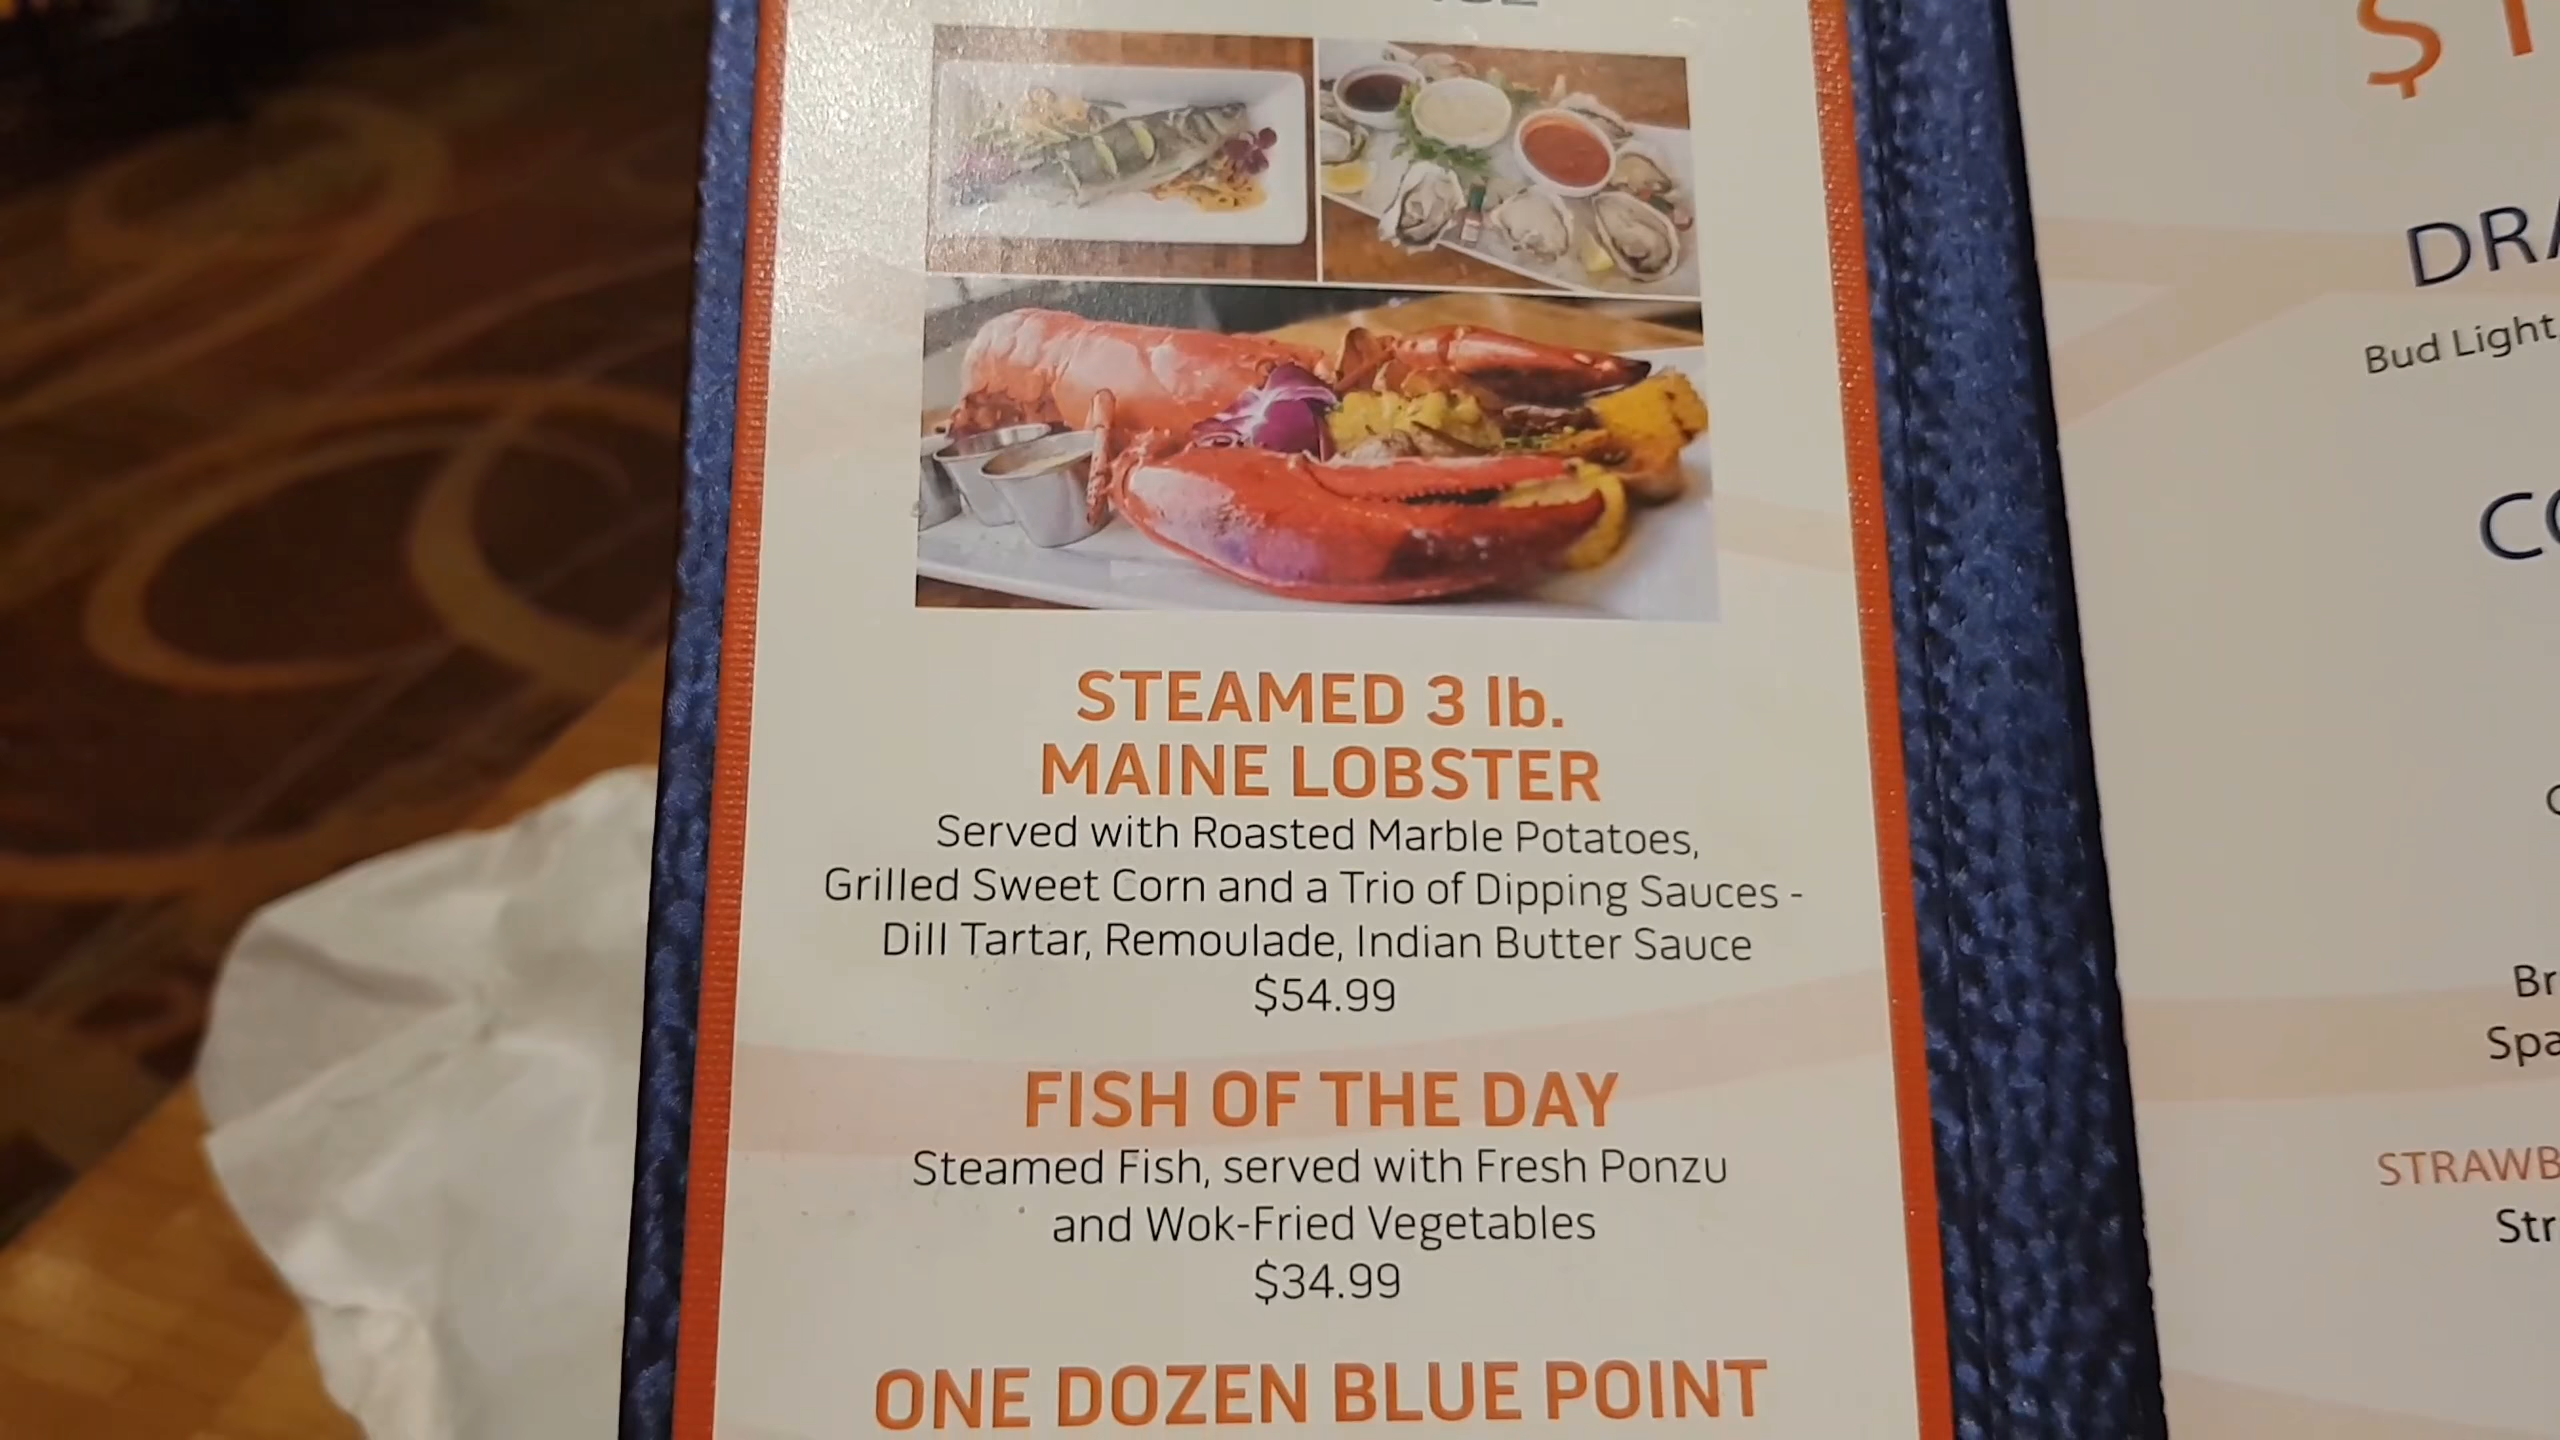 STEAMED 3 lb.
MAINE LOBSTER
Served with Roasted Marble Potatoes,
Grilled Sweet Corn and a Trio of Dipping Sauces -
Dill Tartar, Remoulade, Indian Butter Sauce
$54.99
FISH OF THE DAY
Steamed Fish, served with Fresh Ponzu
and Wok-Fried Vegetables
$34.99
ONE DOZEN BLUE POINT
Bud Light